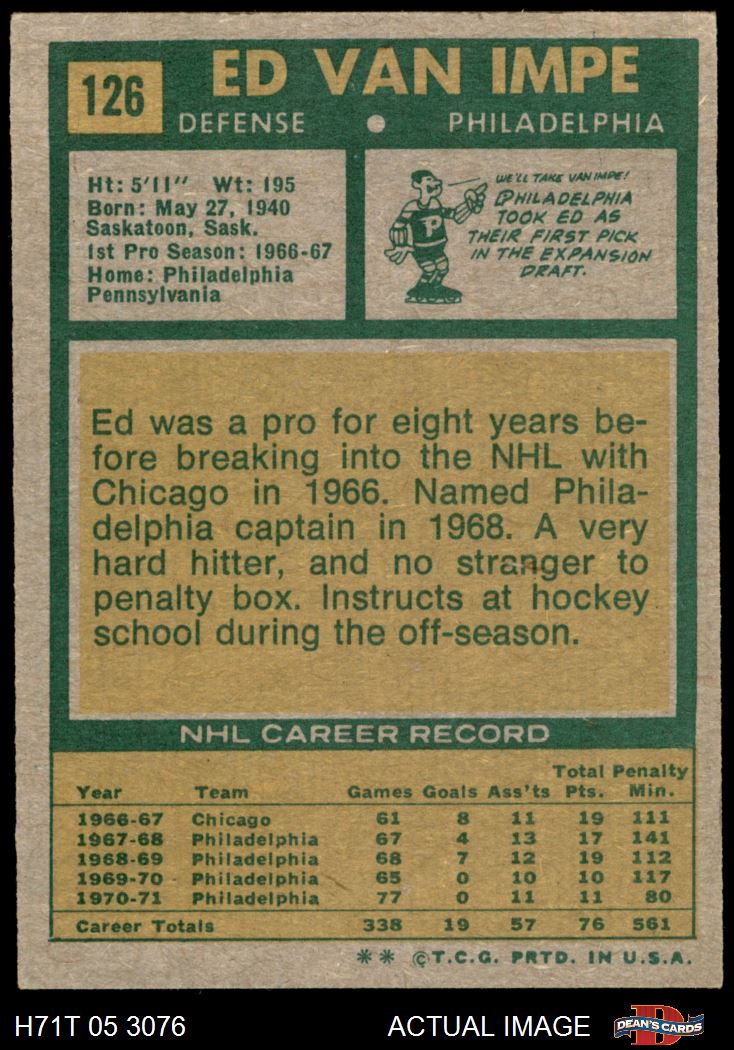 126
ED VAN IMPE
DEFENSE • PHILADELPHIA
Ht: 5'11" Wt: 195
Born: May 27, 1940
Saskatoon, Sask.
1st Pro Season: 1966-67
Home: Philadelphia
Pennsylvania
WE'LL TAKE VAN IMPE!
PHILADELPHIA
TOOK ED AS
THEIR FIRST PICK
IN THE EXPANSION
DRAFT.
P
Ed was a pro for eight years be-
fore breaking into the NHL with
Chicago in 1966. Named Phila-
delphia captain in 1968. A very
hard hitter, and no stranger to
penalty box. Instructs at hockey
school during the off-season.
NHL CAREER RECORD
Year Team Games Goals Ass'ts Total Pts. Penalty Min.
1966-67 Chicago 61 8 11 19 111
1967-68 Philadelphia 67 4 13 17 141
1968-69 Philadelphia 68 7 12 19 112
1969-70 Philadelphia 65 0 10 10 117
1970-71 Philadelphia 77 0 11 11 80
Career Totals 338 19 57 76 561
** ©T.C.G. PRTD. IN U.S.A.
H71T 05 3076 ACTUAL IMAGE
D
DEAN'S CARDS